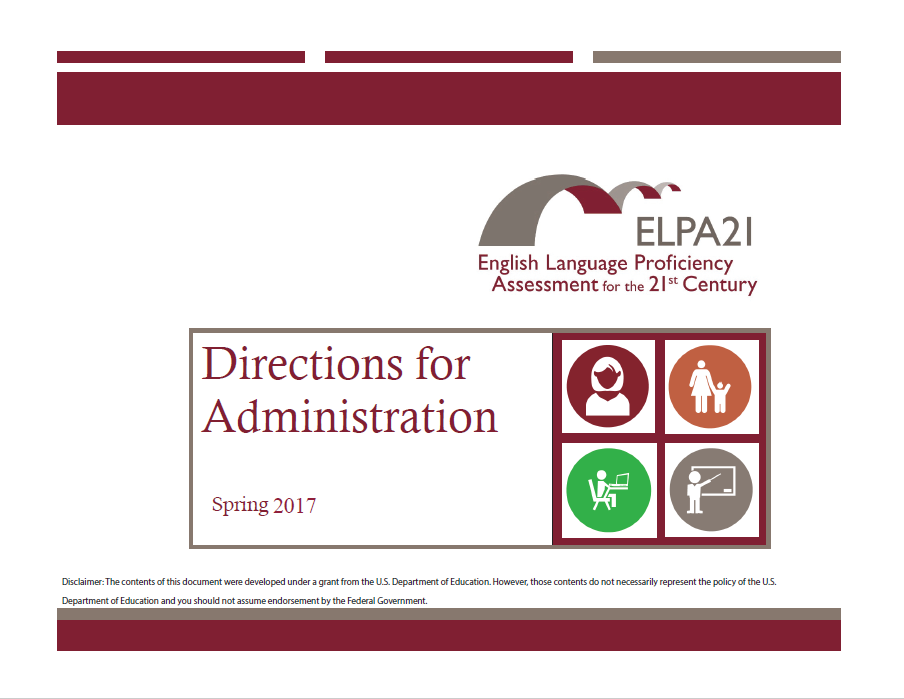 ELPA21
English Language Proficiency
Assessment for the 21st Century
Directions for
Administration
Spring 2017
Disclaimer: The contents of this document were developed under a grant from the U.S. Department of Education. However, those contents do not necessarily represent the policy of the U.S.
Department of Education and you should not assume endorsement by the Federal Government.